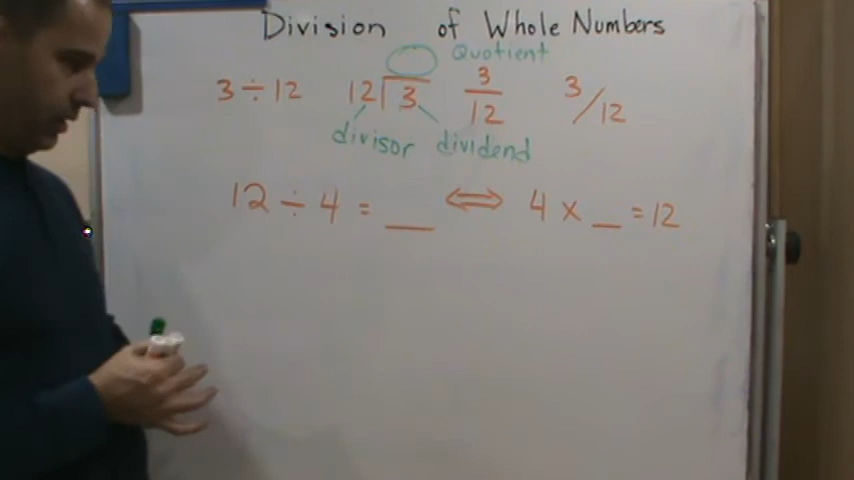 Division of Whole Numbers
Quotient
3 ÷ 12 12⟌3 3/12 3/12
divisor dividend
12 ÷ 4 = __ ⇔ 4 × __ = 12